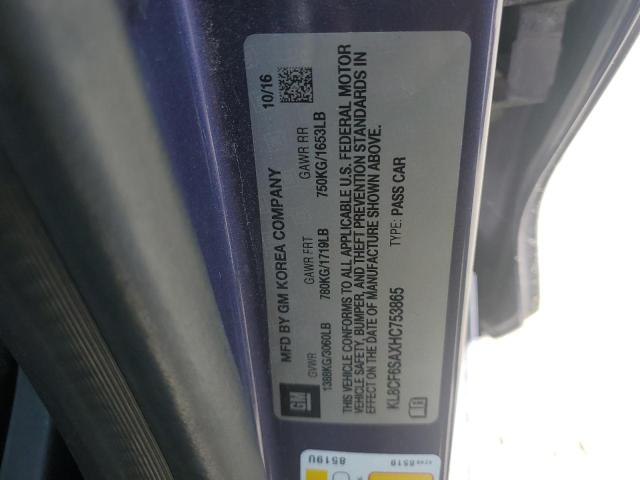 MFD BY GM KOREA COMPANY 10/16
GVWR GAWR FRT GAWR RR
1388KG/3060LB 780KG/1719LB 750KG/1653LB
THIS VEHICLE CONFORMS TO ALL APPLICABLE U.S. FEDERAL MOTOR
VEHICLE SAFETY, BUMPER, AND THEFT PREVENTION STANDARDS IN
EFFECT ON THE DATE OF MANUFACTURE SHOWN ABOVE.
KL8CF6SAXHC753865 TYPE: PASS CAR
GM
8519U
8519